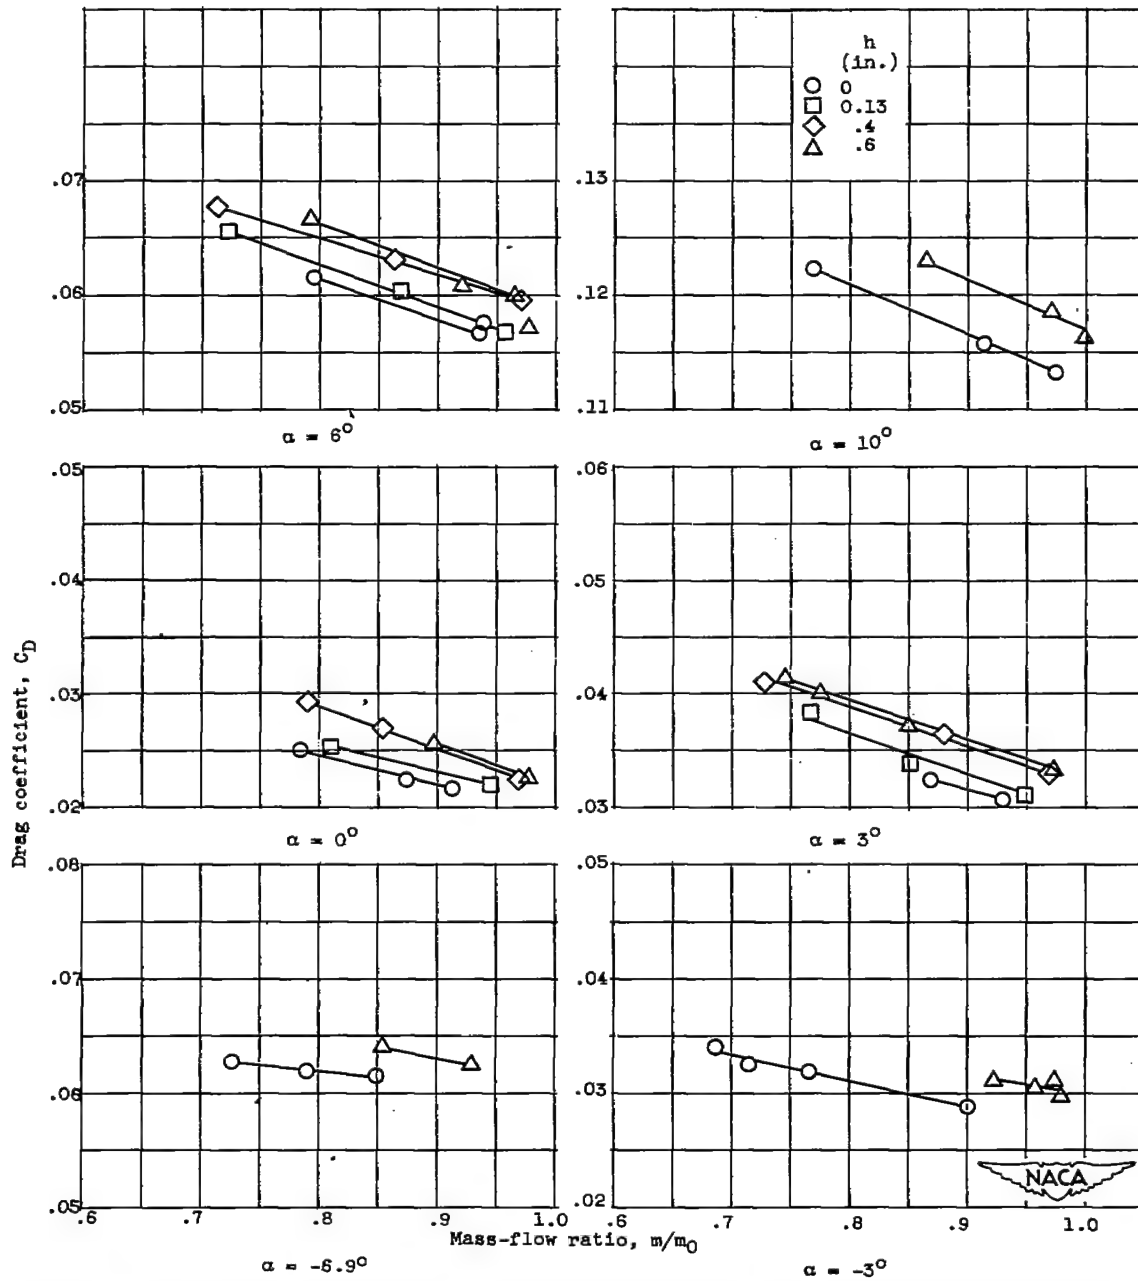 h
(in.)
0
0.13
.4
.6
.07
.06
.05
.13
.12
.11
α = 6°
α = 10°
.05
.04
.03
.02
.06
.05
.04
.03
α = 0°
α = 3°
Drag coefficient, C_D
.08
.07
.06
.05
.05
.04
.03
.02
NACA
.6 .7 .8 .9 1.0
.6 .7 .8 .9 1.0
Mass-flow ratio, m/m₀
α = -6.9°
α = -3°